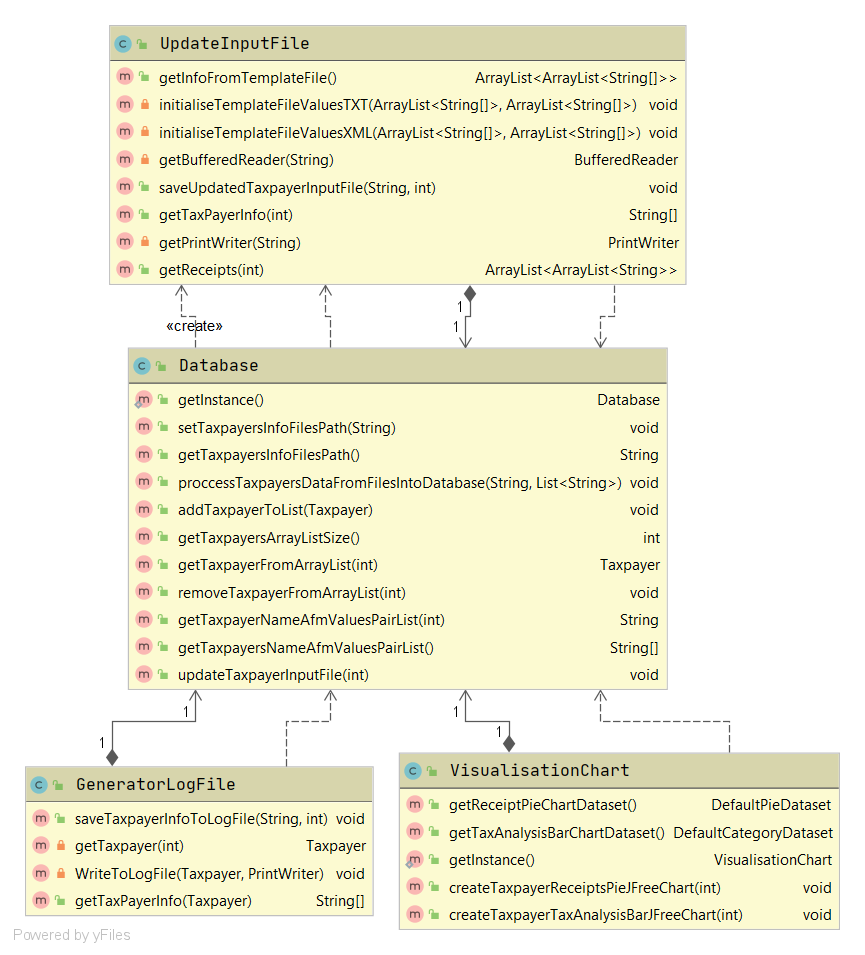 C UpdateInputFile
m getInfoFromTemplateFile() ArrayList<ArrayList<String[]>>
m initialiseTemplateFileValuesTXT(ArrayList<String[]>, ArrayList<String[]>) void
m initialiseTemplateFileValuesXML(ArrayList<String[]>, ArrayList<String[]>) void
m getBufferedReader(String) BufferedReader
m saveUpdatedTaxpayerInputFile(String, int) void
m getTaxPayerInfo(int) String[]
m getPrintWriter(String) PrintWriter
m getReceipts(int) ArrayList<ArrayList<String>>
1
«create» 1
C Database
m getInstance() Database
m setTaxpayersInfoFilesPath(String) void
m getTaxpayersInfoFilesPath() String
m proccessTaxpayersDataFromFilesIntoDatabase(String, List<String>) void
m addTaxpayerToList(Taxpayer) void
m getTaxpayersArrayListSize() int
m getTaxpayerFromArrayList(int) Taxpayer
m removeTaxpayerFromArrayList(int) void
m getTaxpayerNameAfmValuesPairList(int) String
m getTaxpayersNameAfmValuesPairList() String[]
m updateTaxpayerInputFile(int) void
1 1
1 1
C GeneratorLogFile
m saveTaxpayerInfoToLogFile(String, int) void
m getTaxpayer(int) Taxpayer
m WriteToLogFile(Taxpayer, PrintWriter) void
m getTaxPayerInfo(Taxpayer) String[]
C VisualisationChart
m getReceiptPieChartDataset() DefaultPieDataset
m getTaxAnalysisBarChartDataset() DefaultCategoryDataset
m getInstance() VisualisationChart
m createTaxpayerReceiptsPieJFreeChart(int) void
m createTaxpayerTaxAnalysisBarJFreeChart(int) void
Powered by yFiles